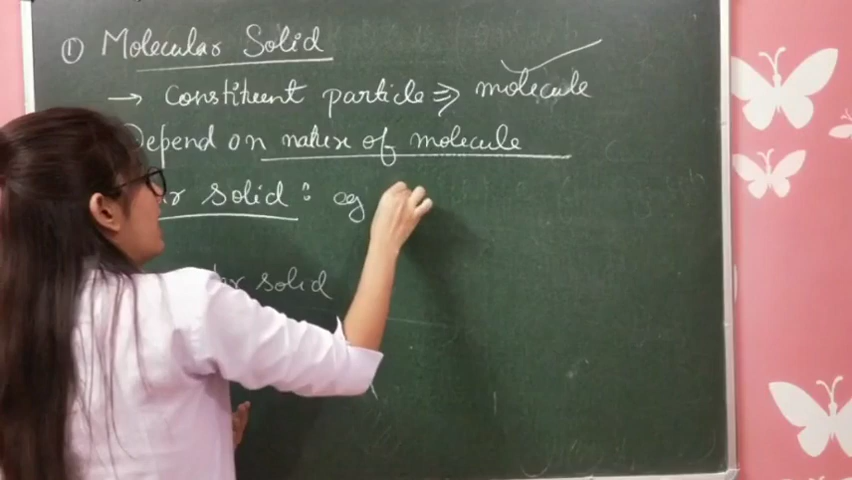 ① Molecular Solid
→ Constituent particle ⇒ molecule
Depend on nature of molecule
solid : eg
solid